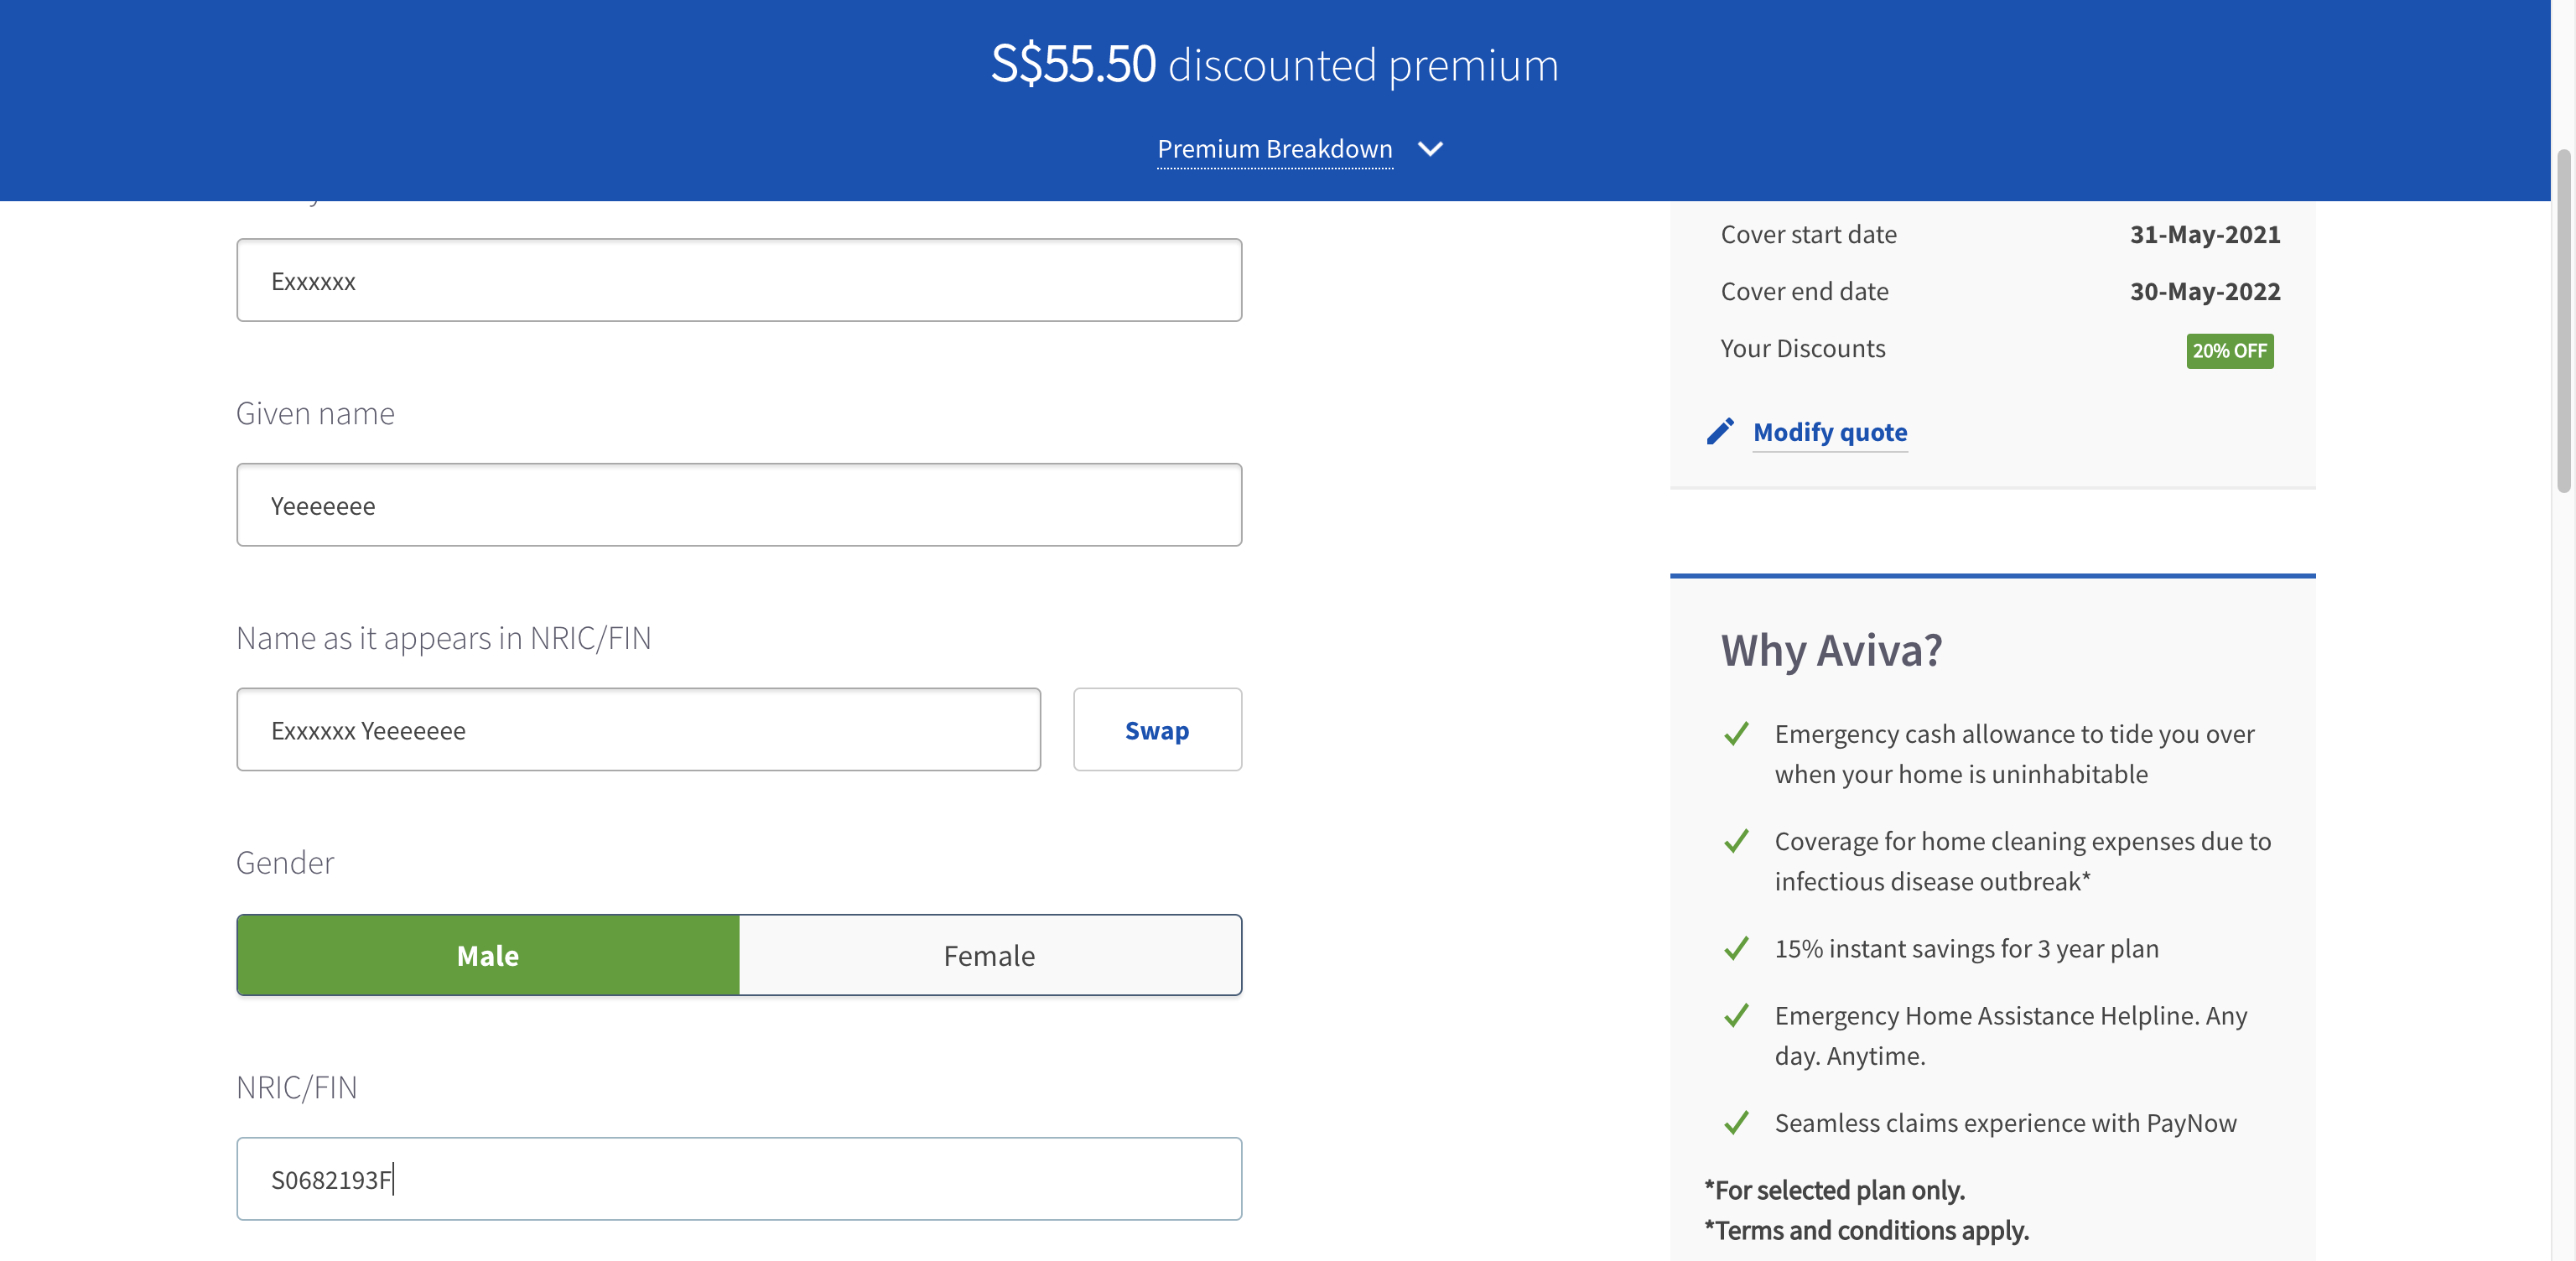 S$55.50 discounted premium
Premium Breakdown
Exxxxxx
Given name
Yeeeeeee
Name as it appears in NRIC/FIN
Exxxxxx Yeeeeeee
Swap
Gender
Male
Female
NRIC/FIN
S0682193F
Cover start date 31-May-2021
Cover end date 30-May-2022
Your Discounts 20% OFF
Modify quote
Why Aviva?
Emergency cash allowance to tide you over
when your home is uninhabitable
Coverage for home cleaning expenses due to
infectious disease outbreak*
15% instant savings for 3 year plan
Emergency Home Assistance Helpline. Any
day. Anytime.
Seamless claims experience with PayNow
*For selected plan only.
*Terms and conditions apply.